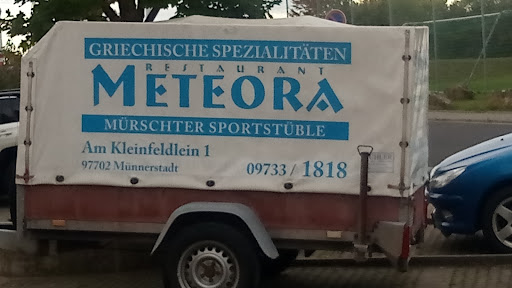 GRIECHISCHE SPEZIALITÄTEN
RESTAURANT
METEORA
MÜRSCHTER SPORTSTÜBLE
Am Kleinfeldlein 1
97702 Münnerstadt
09733 / 1818